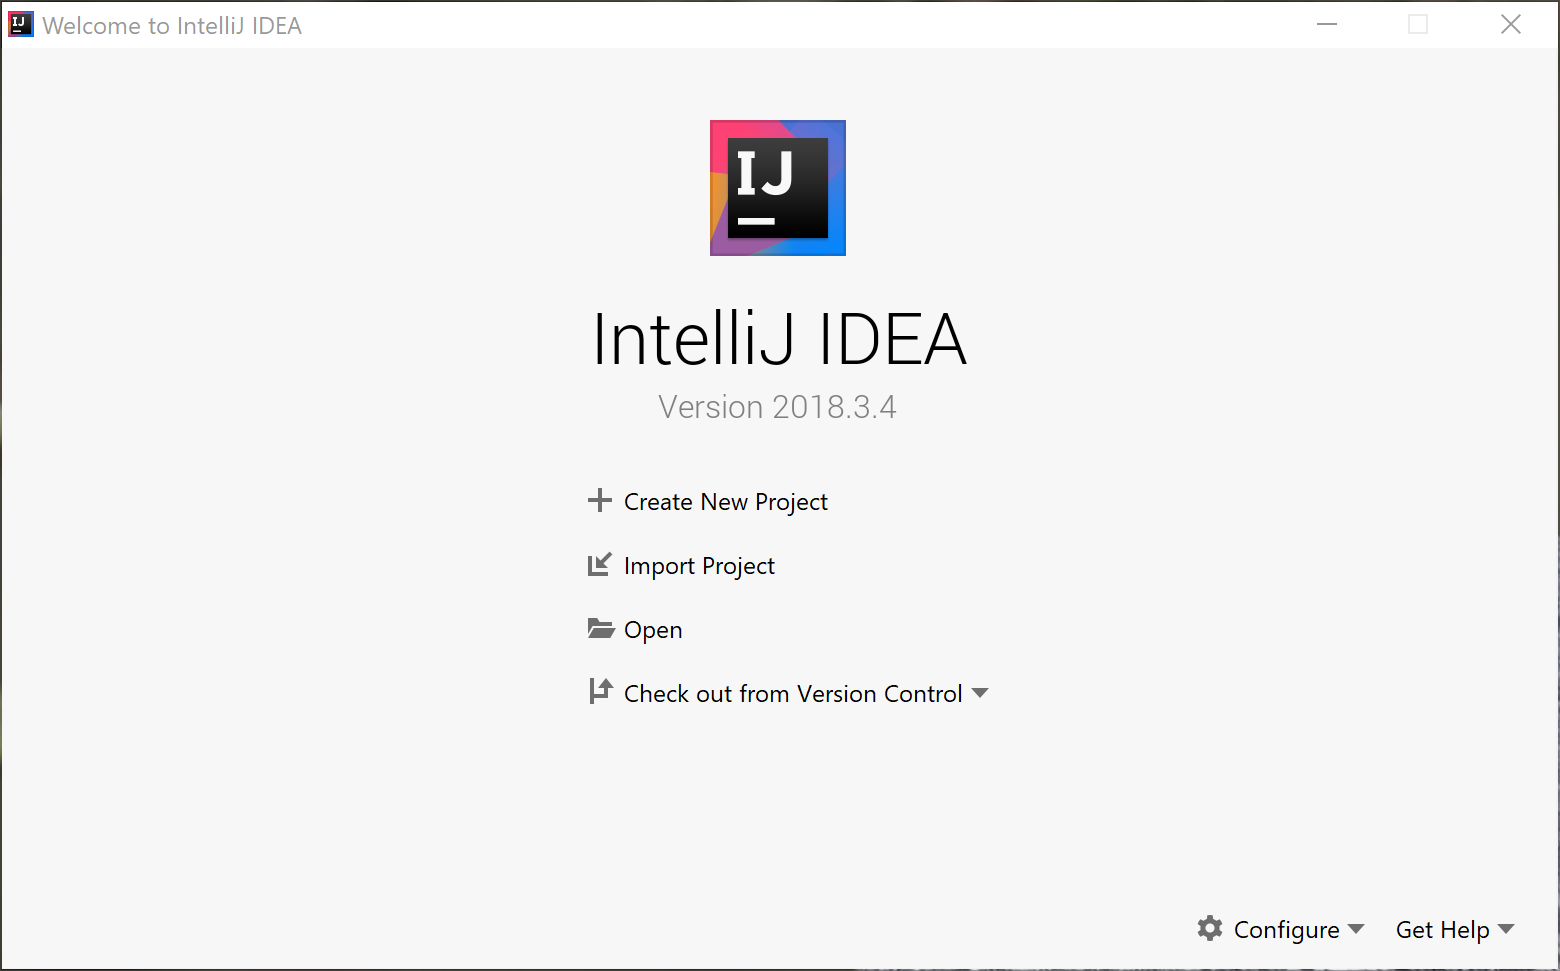 IJ Welcome to IntelliJ IDEA
IJ
IntelliJ IDEA
Version 2018.3.4
Create New Project
Import Project
Open
Check out from Version Control
Configure Get Help